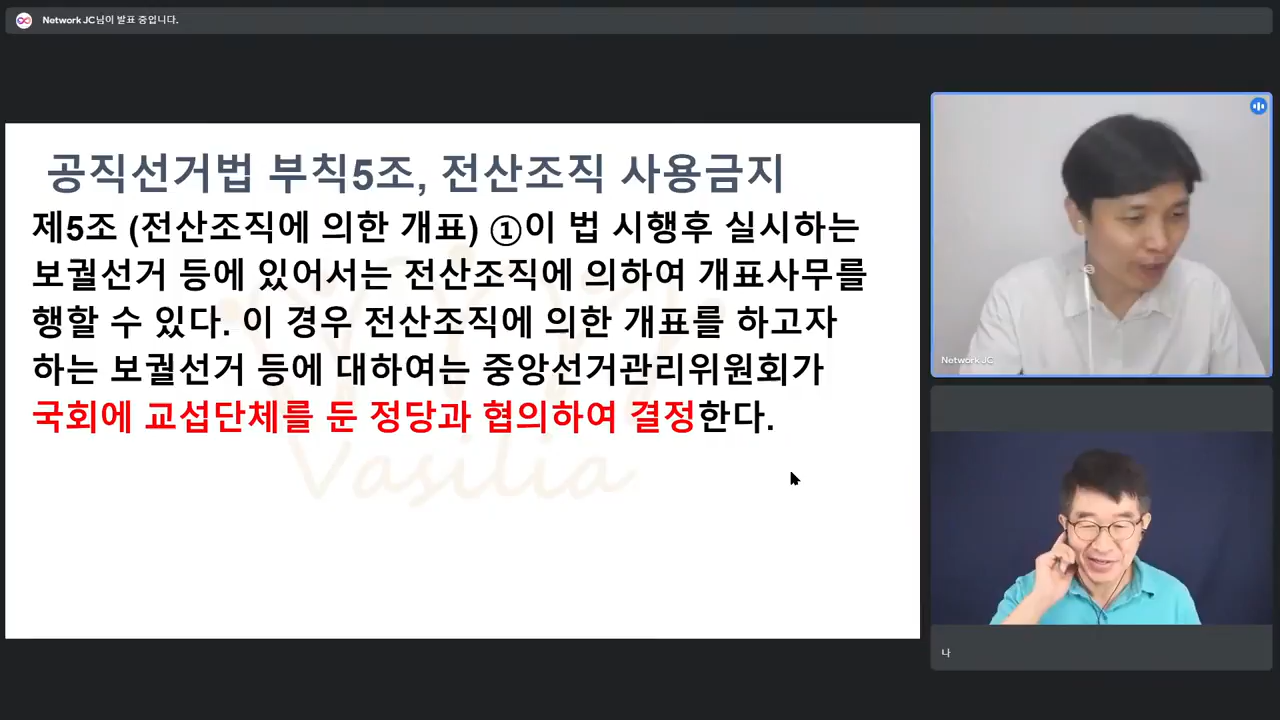 Network JC님이 발표 중입니다.
공직선거법 부칙5조, 전산조직 사용금지
제5조 (전산조직에 의한 개표) ①이 법 시행후 실시하는
보궐선거 등에 있어서는 전산조직에 의하여 개표사무를
행할 수 있다. 이 경우 전산조직에 의한 개표를 하고자
하는 보궐선거 등에 대하여는 중앙선거관리위원회가
국회에 교섭단체를 둔 정당과 협의하여 결정한다.
Vasilia
Network JC
나